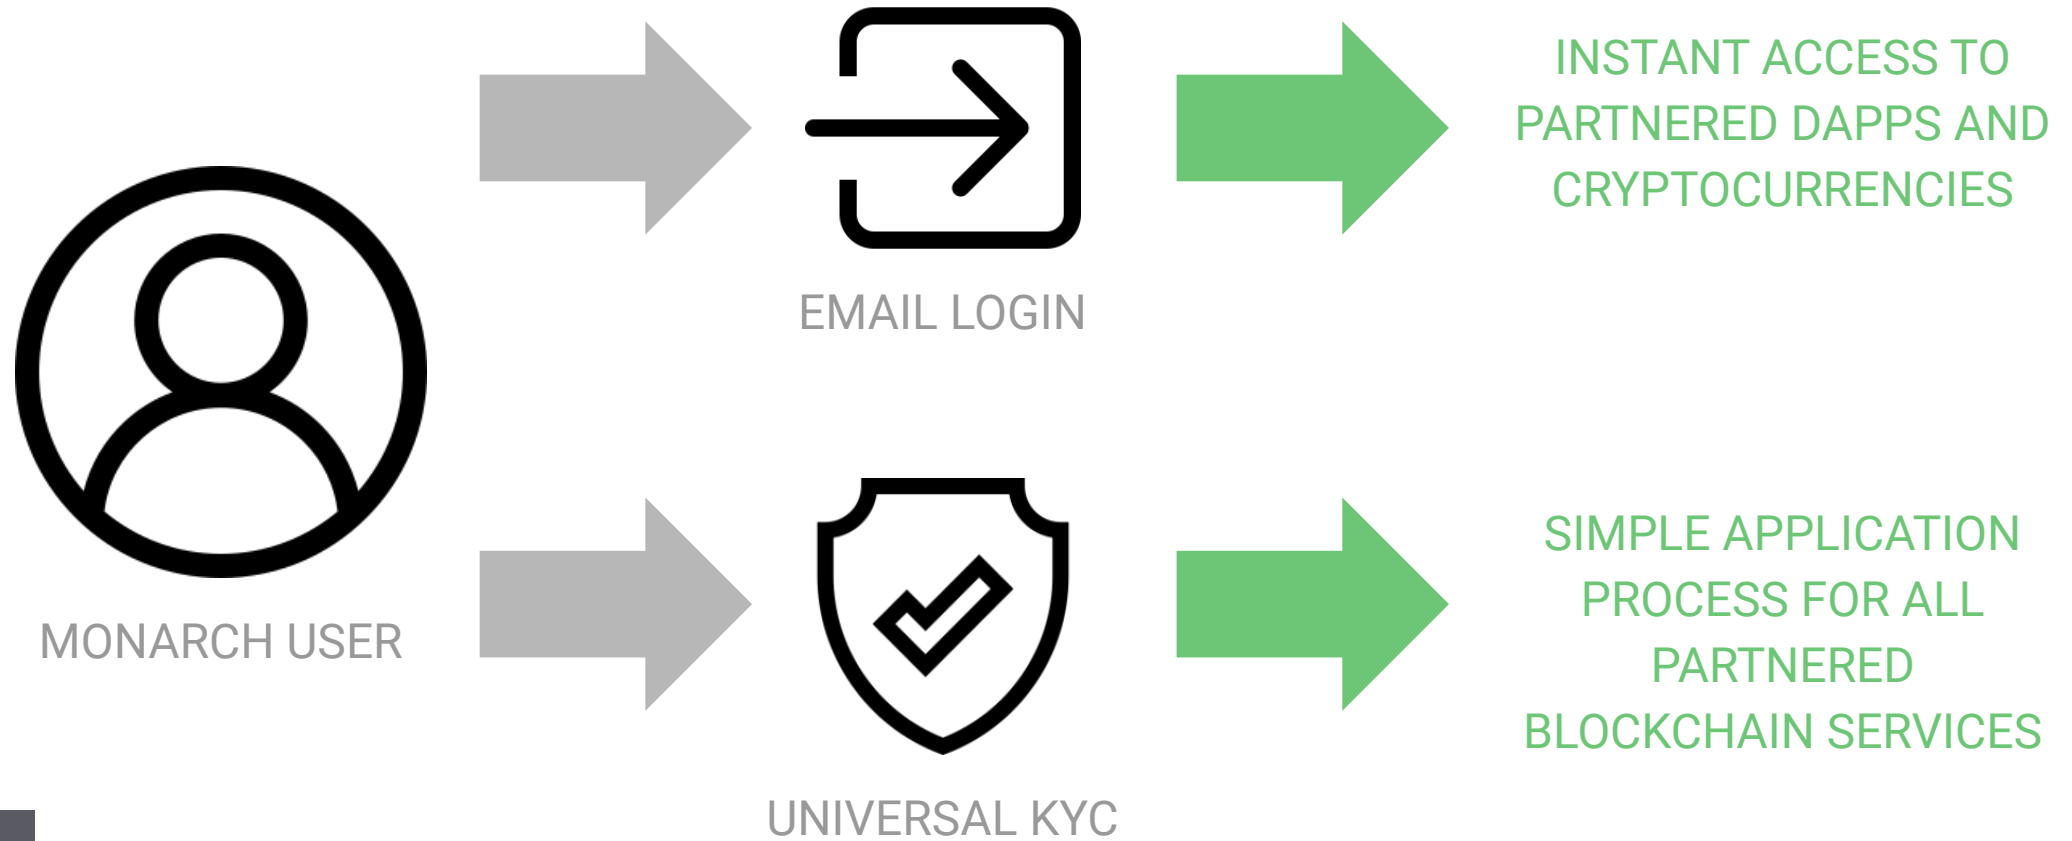 MONARCH USER
EMAIL LOGIN
INSTANT ACCESS TO
PARTNERED DAPPS AND
CRYPTOCURRENCIES
UNIVERSAL KYC
SIMPLE APPLICATION
PROCESS FOR ALL
PARTNERED
BLOCKCHAIN SERVICES